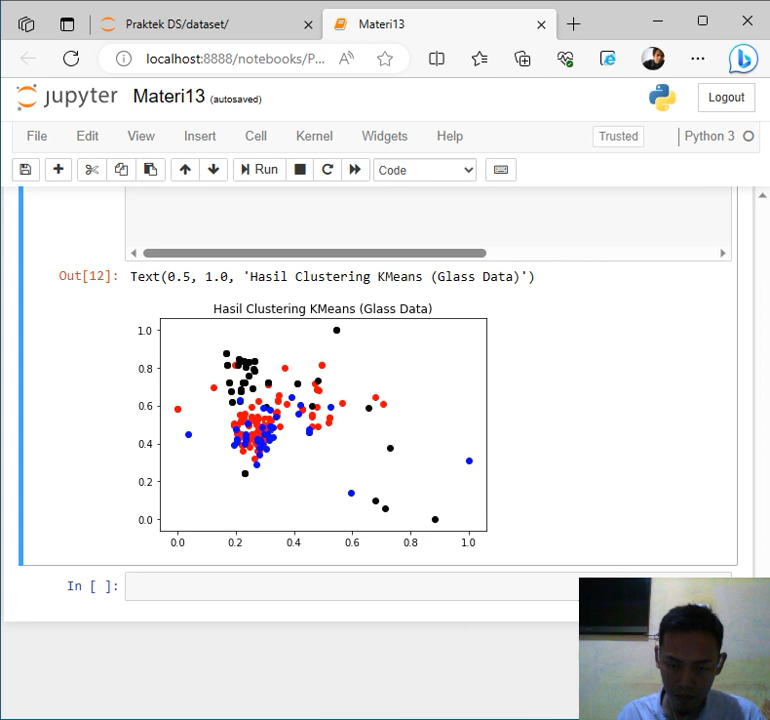 Praktek DS/dataset/
Materi13
localhost:8888/notebooks/P...
jupyter Materi13 (autosaved)
Logout
File Edit View Insert Cell Kernel Widgets Help
Trusted
Python 3
Run
Code
Out[12]: Text(0.5, 1.0, 'Hasil Clustering KMeans (Glass Data)')
Hasil Clustering KMeans (Glass Data)
1.0
0.8
0.6
0.4
0.2
0.0
0.0 0.2 0.4 0.6 0.8 1.0
In [ ]: